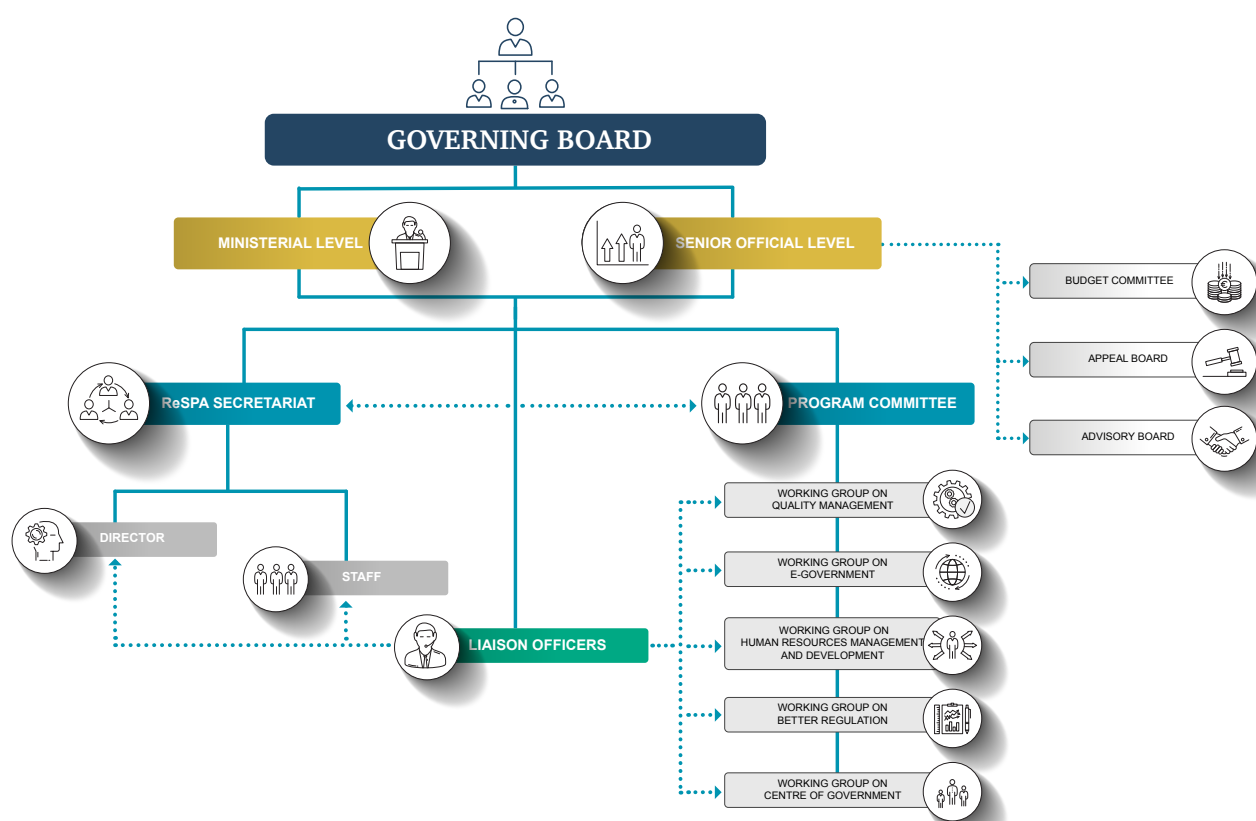 GOVERNING BOARD
MINISTERIAL LEVEL
SENIOR OFFICIAL LEVEL
BUDGET COMMITTEE
APPEAL BOARD
ADVISORY BOARD
ReSPA SECRETARIAT
PROGRAM COMMITTEE
WORKING GROUP ON
QUALITY MANAGEMENT
DIRECTOR
WORKING GROUP ON
E-GOVERNMENT
STAFF
WORKING GROUP ON
HUMAN RESOURCES MANAGEMENT
AND DEVELOPMENT
LIAISON OFFICERS
WORKING GROUP ON
BETTER REGULATION
WORKING GROUP ON
CENTRE OF GOVERNMENT